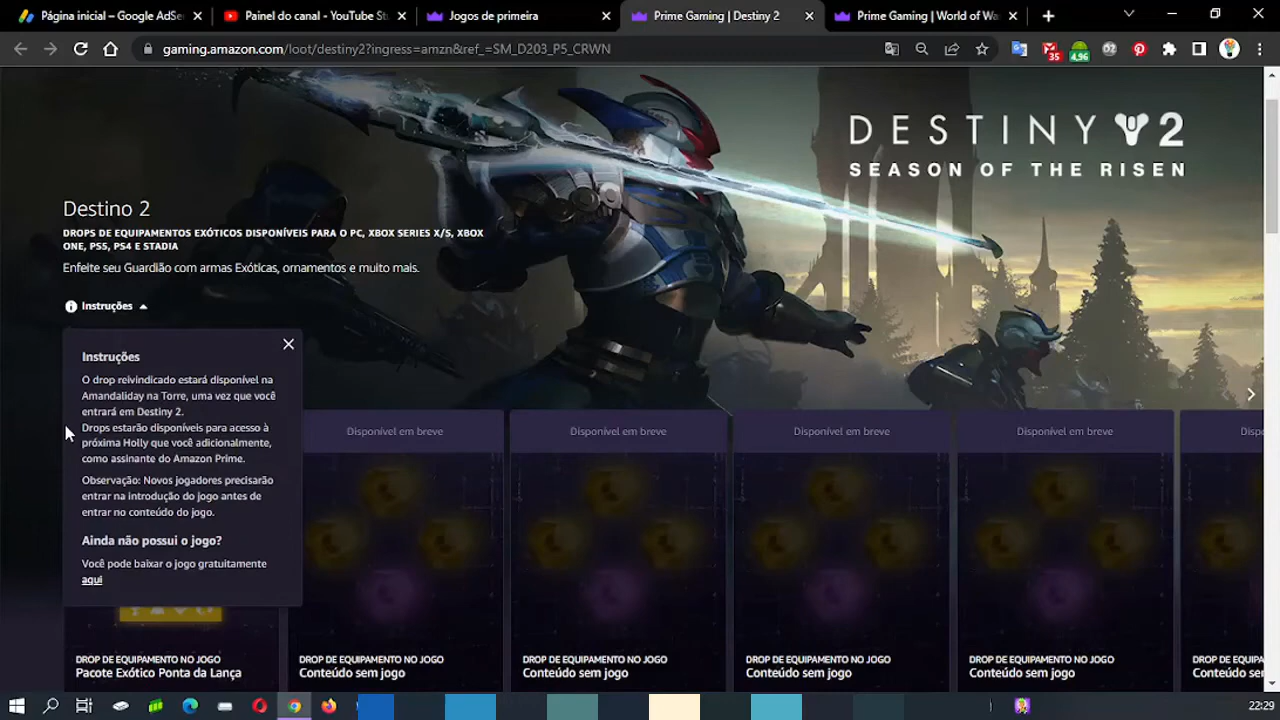 Página inicial – Google AdSe
Painel do canal - YouTube St
Jogos de primeira
Prime Gaming | Destiny 2
Prime Gaming | World of Wa
gaming.amazon.com/loot/destiny2?ingress=amzn&ref_=SM_D203_P5_CRWN
35
4,96
DESTINY 2
SEASON OF THE RISEN
Destino 2
DROPS DE EQUIPAMENTOS EXÓTICOS DISPONÍVEIS PARA O PC, XBOX SERIES X/S, XBOX
ONE, PS5, PS4 E STADIA
Enfeite seu Guardião com armas Exóticas, ornamentos e muito mais.
Instruções
Instruções
O drop reivindicado estará disponível na
Amandaliday na Torre, uma vez que você
entrará em Destiny 2.
Drops estarão disponíveis para acesso à
próxima Holly que você adicionalmente,
como assinante do Amazon Prime.
Observação: Novos jogadores precisarão
entrar na introdução do jogo antes de
entrar no conteúdo do jogo.
Ainda não possui o jogo?
Você pode baixar o jogo gratuitamente
aqui
Disponível em breve
Disponível em breve
Disponível em breve
Disponível em breve
Disp
DROP DE EQUIPAMENTO NO JOGO
Pacote Exótico Ponta da Lança
DROP DE EQUIPAMENTO NO JOGO
Conteúdo sem jogo
DROP DE EQUIPAMENTO NO JOGO
Conteúdo sem jogo
DROP DE EQUIPAMENTO NO JOGO
Conteúdo sem jogo
DROP DE EQUIPAMENTO NO JOGO
Conteúdo sem jogo
DROP DE
Conteúd
22:29